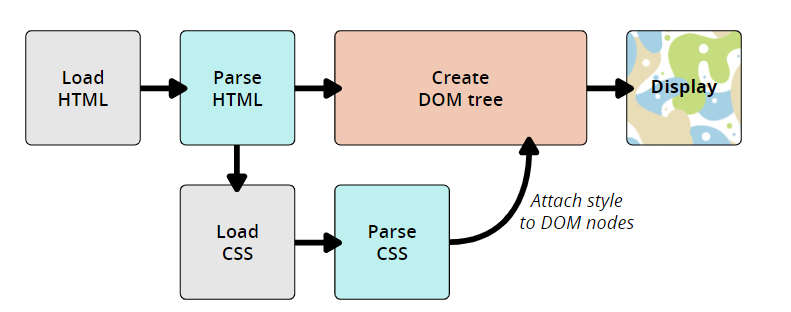 Load
HTML
Parse
HTML
Create
DOM tree
Display
Load
CSS
Parse
CSS
Attach style
to DOM nodes